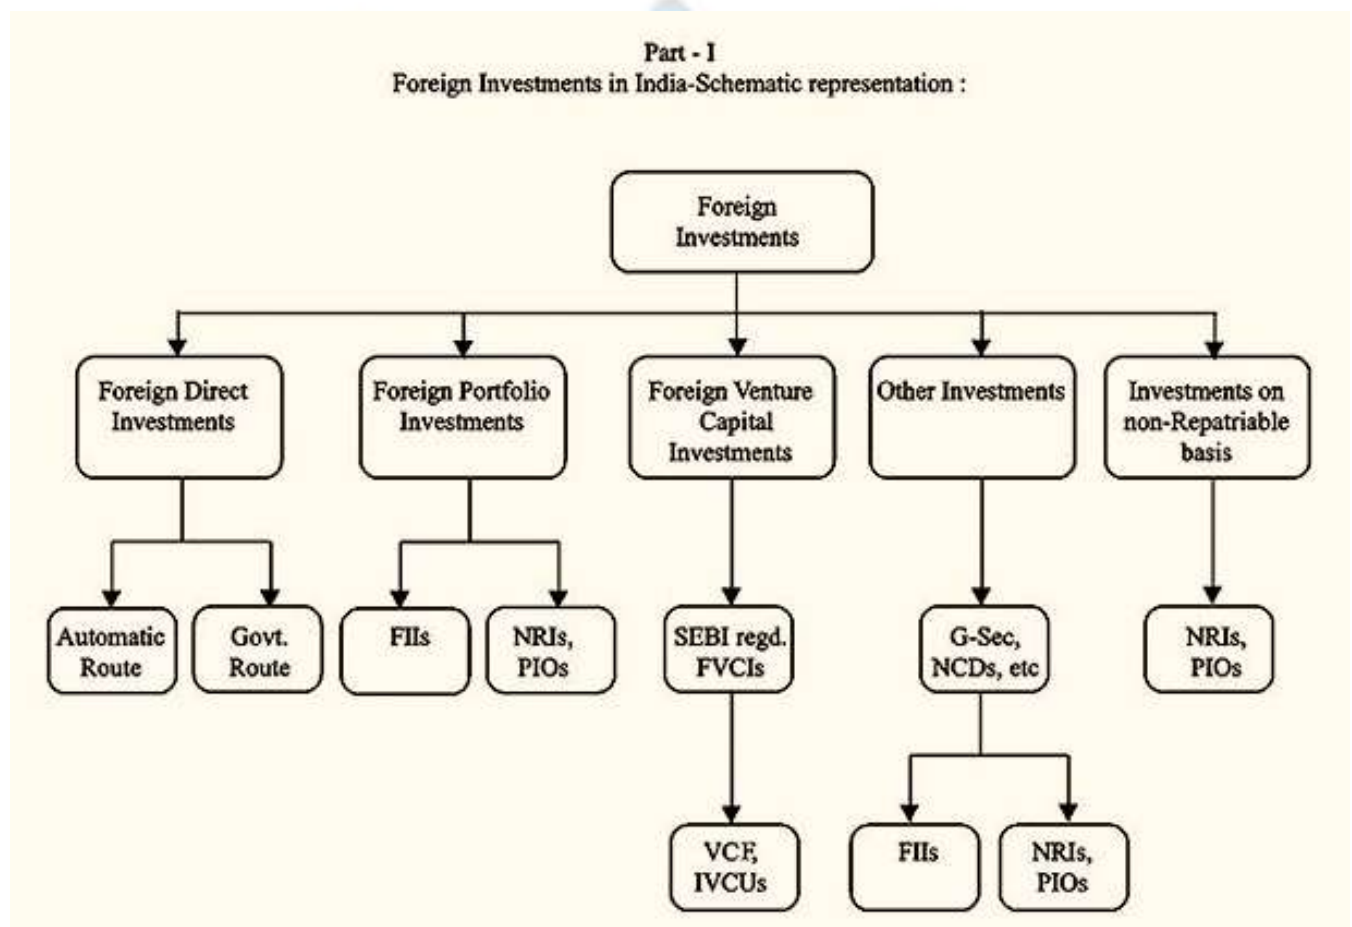 Part - I
Foreign Investments in India-Schematic representation :
Foreign
Investments
Foreign Direct
Investments
Foreign Portfolio
Investments
Foreign Venture
Capital
Investments
Other Investments
Investments on
non-Repatriable
basis
Automatic
Route
Govt.
Route
FIIs
NRIs,
PIOs
SEBI regd.
FVCIs
G-Sec,
NCDs, etc
NRIs,
PIOs
VCF,
IVCUs
FIIs
NRIs,
PIOs